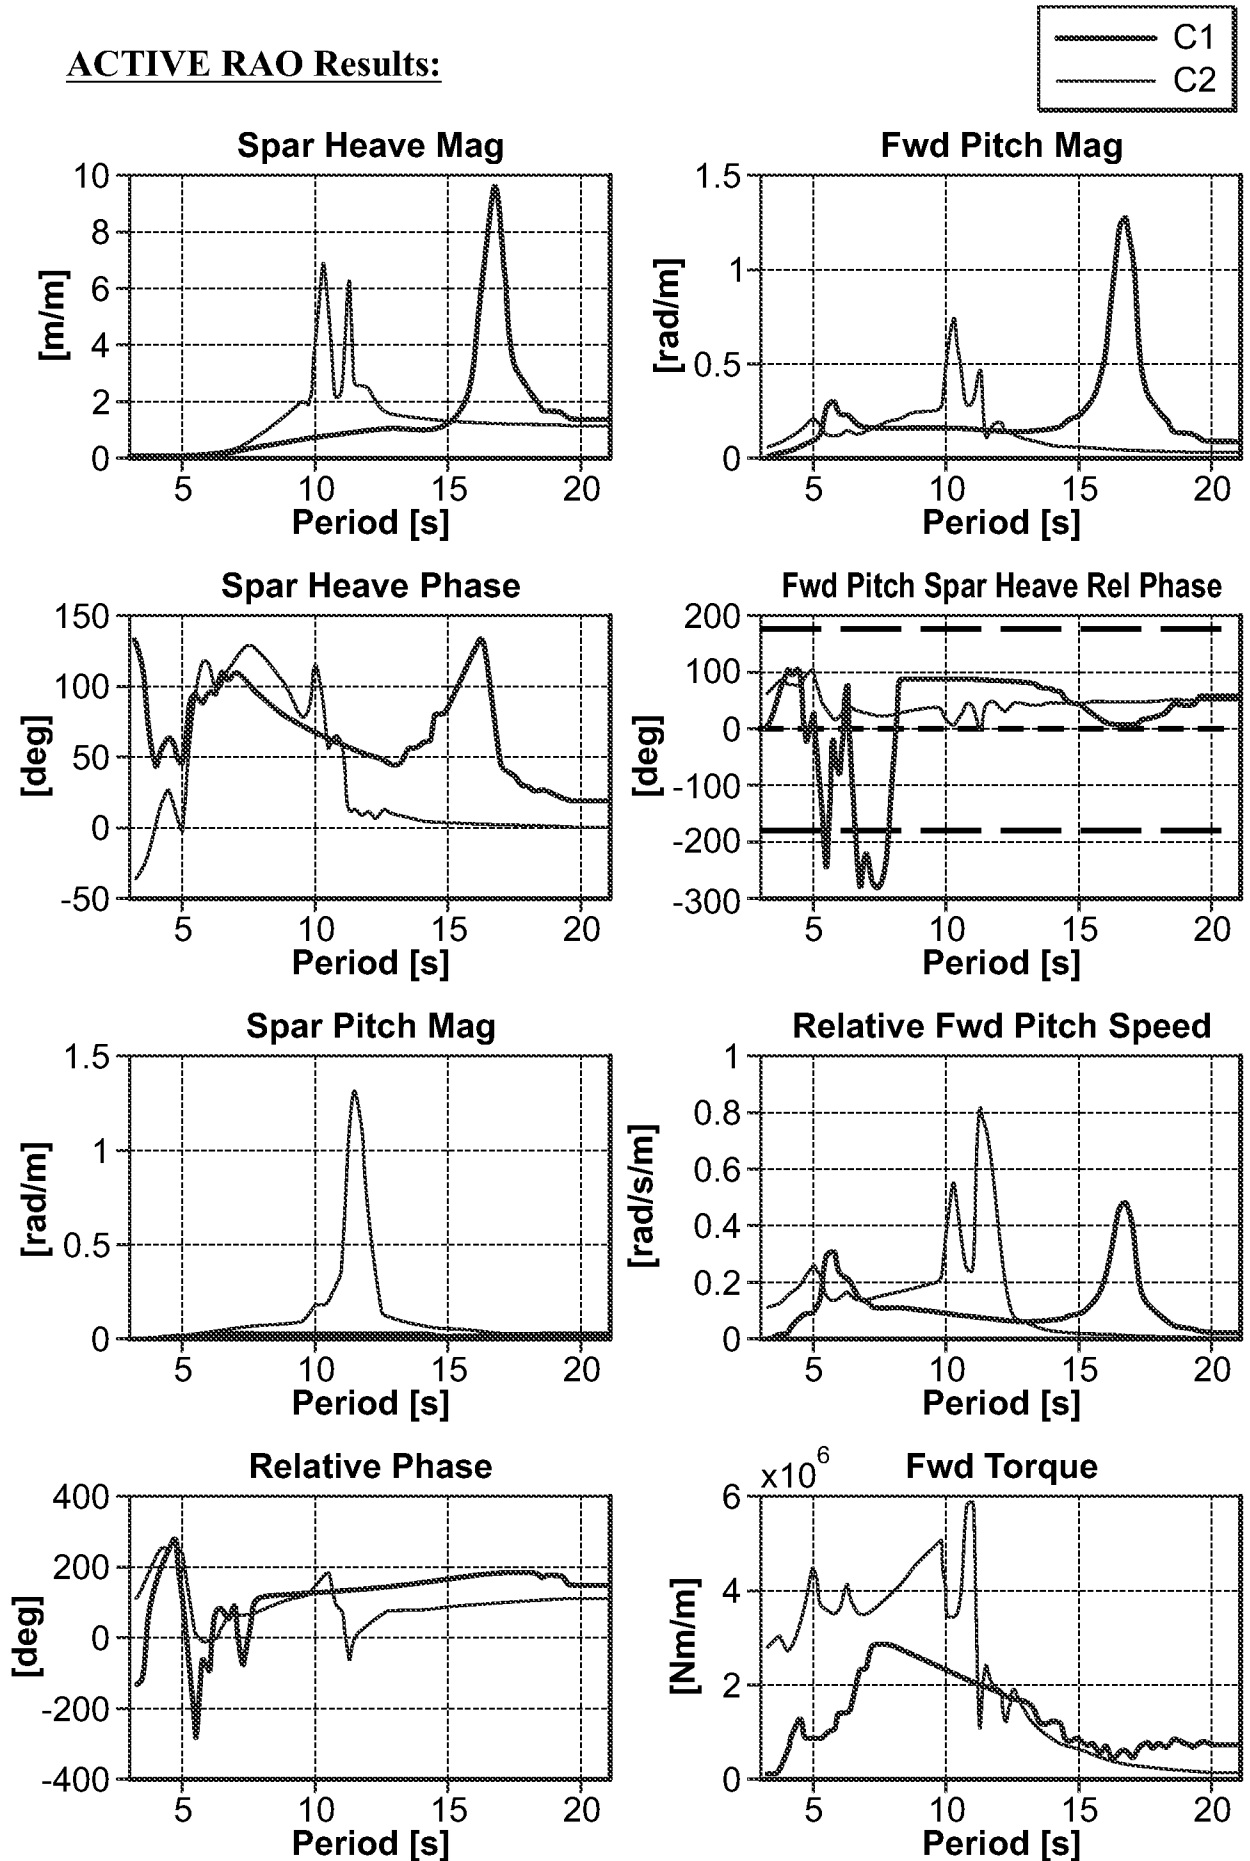 ACTIVE RAO Results:
C1
C2
Spar Heave Mag
10
8
6
4
2
0
[m/m]
5 10 15 20
Period [s]
Fwd Pitch Mag
1.5
1
0.5
0
[rad/m]
5 10 15 20
Period [s]
Spar Heave Phase
150
100
50
0
-50
[deg]
5 10 15 20
Period [s]
Fwd Pitch Spar Heave Rel Phase
200
100
0
-100
-200
-300
[deg]
5 10 15 20
Period [s]
Spar Pitch Mag
1.5
1
0.5
0
[rad/m]
5 10 15 20
Period [s]
Relative Fwd Pitch Speed
1
0.8
0.6
0.4
0.2
0
[rad/s/m]
5 10 15 20
Period [s]
Relative Phase
400
200
0
-200
-400
[deg]
5 10 15 20
Period [s]
Fwd Torque
x10⁶
6
4
2
0
[Nm/m]
5 10 15 20
Period [s]